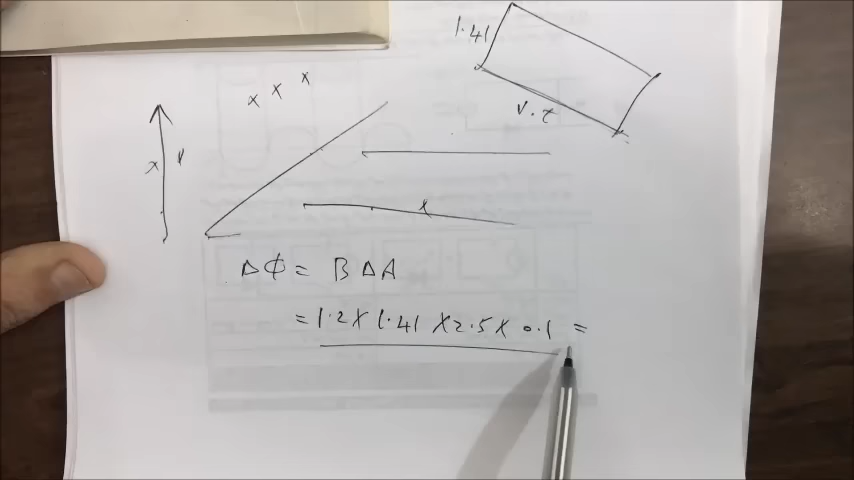 1.41
x x x
v.t
x v
x
ΔΦ = B ΔA
= 1.2 x 1.41 x 2.5 x 0.1 =